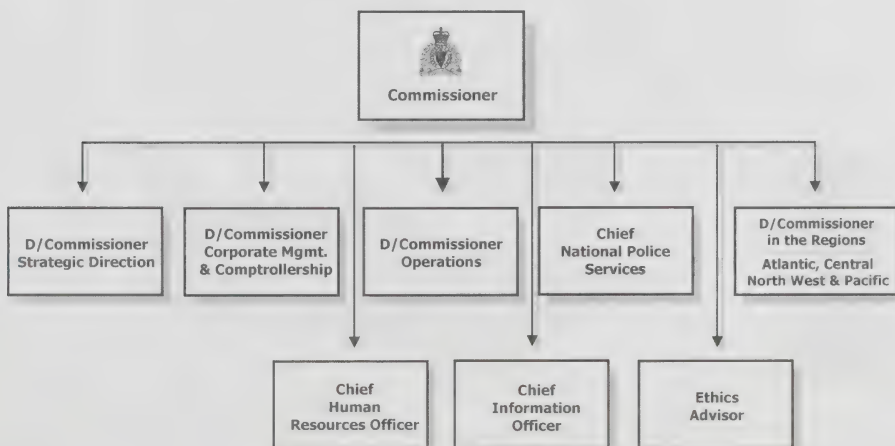 Commissioner
D/Commissioner
Strategic Direction
D/Commissioner
Corporate Mgmt.
& Comptrollership
D/Commissioner
Operations
Chief
National Police
Services
D/Commissioner
in the Regions
Atlantic, Central
North West & Pacific
Chief
Human
Resources Officer
Chief
Information
Officer
Ethics
Advisor